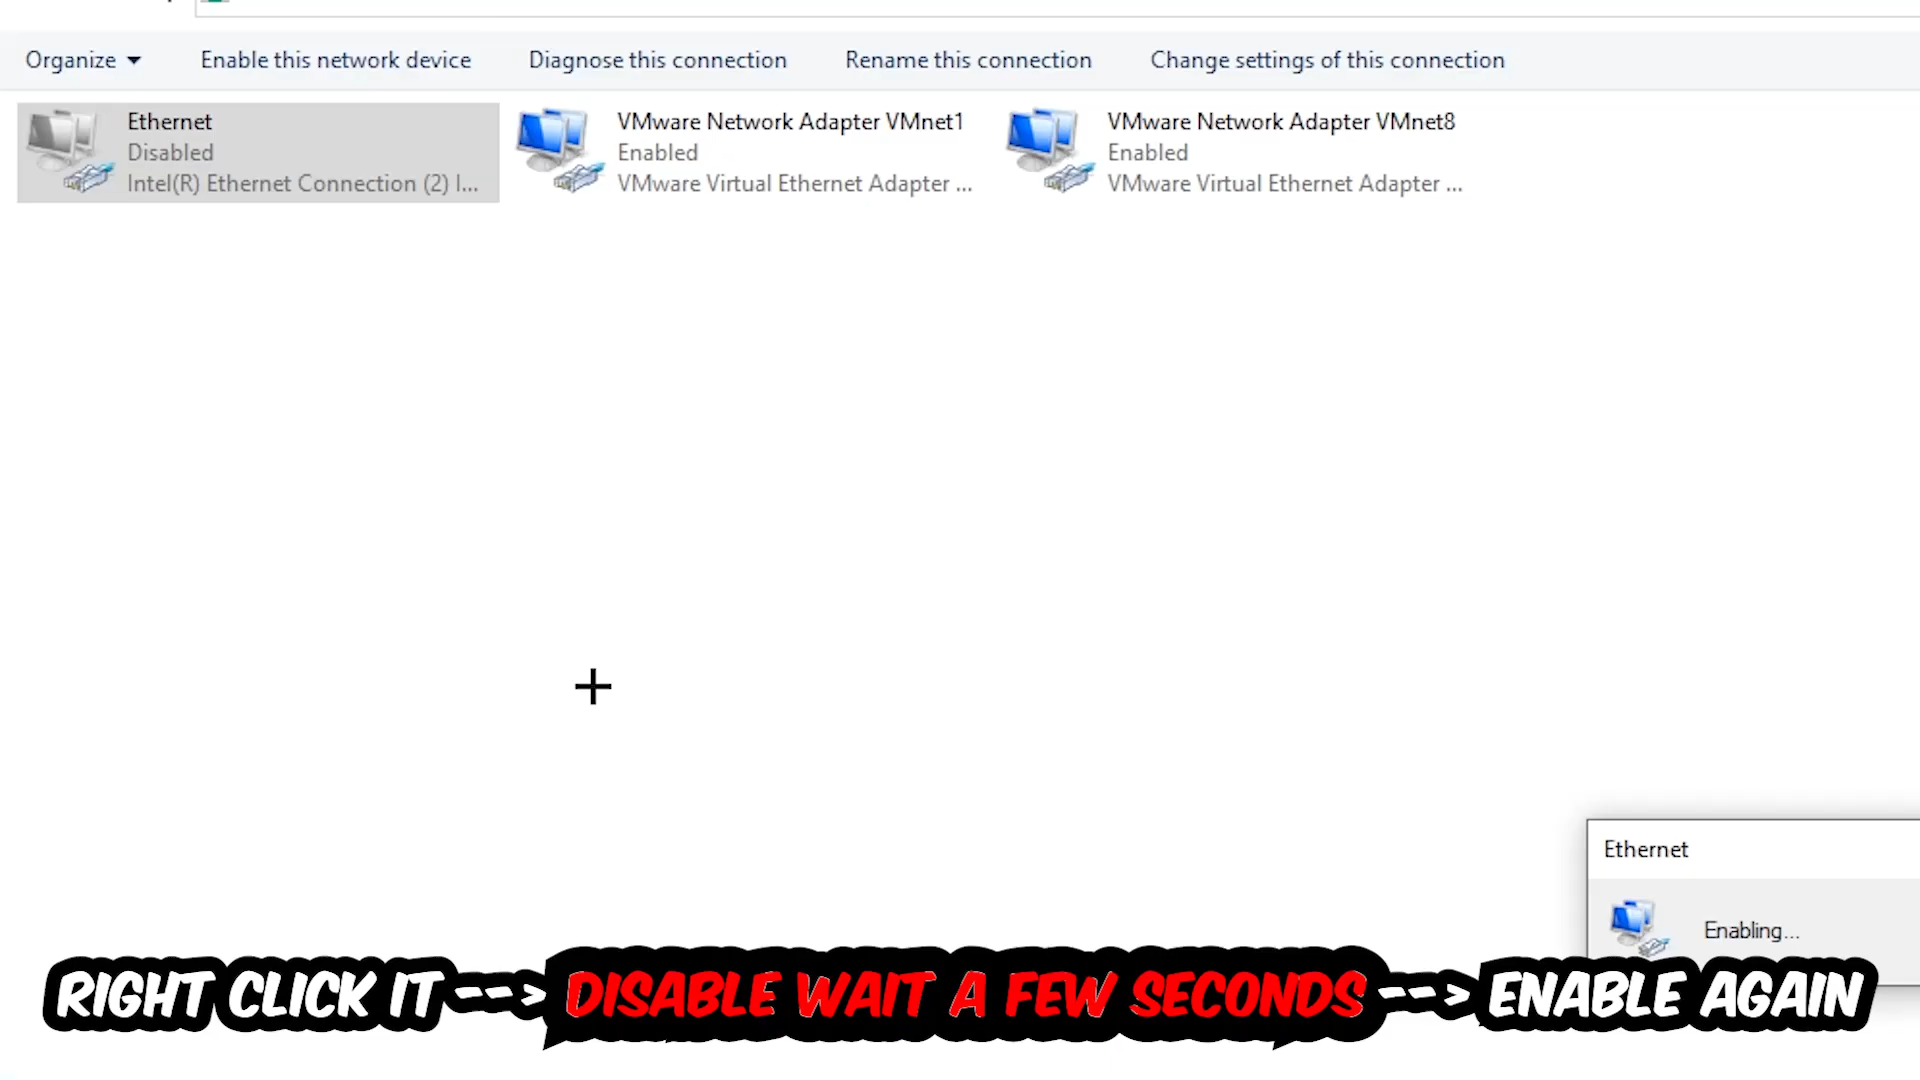 Organize Enable this network device Diagnose this connection Rename this connection Change settings of this connection
Ethernet
Disabled
Intel(R) Ethernet Connection (2) I...
VMware Network Adapter VMnet1
Enabled
VMware Virtual Ethernet Adapter ...
VMware Network Adapter VMnet8
Enabled
VMware Virtual Ethernet Adapter ...
Ethernet
Enabling...
RIGHT CLICK IT --> DISABLE WAIT A FEW SECONDS --> ENABLE AGAIN